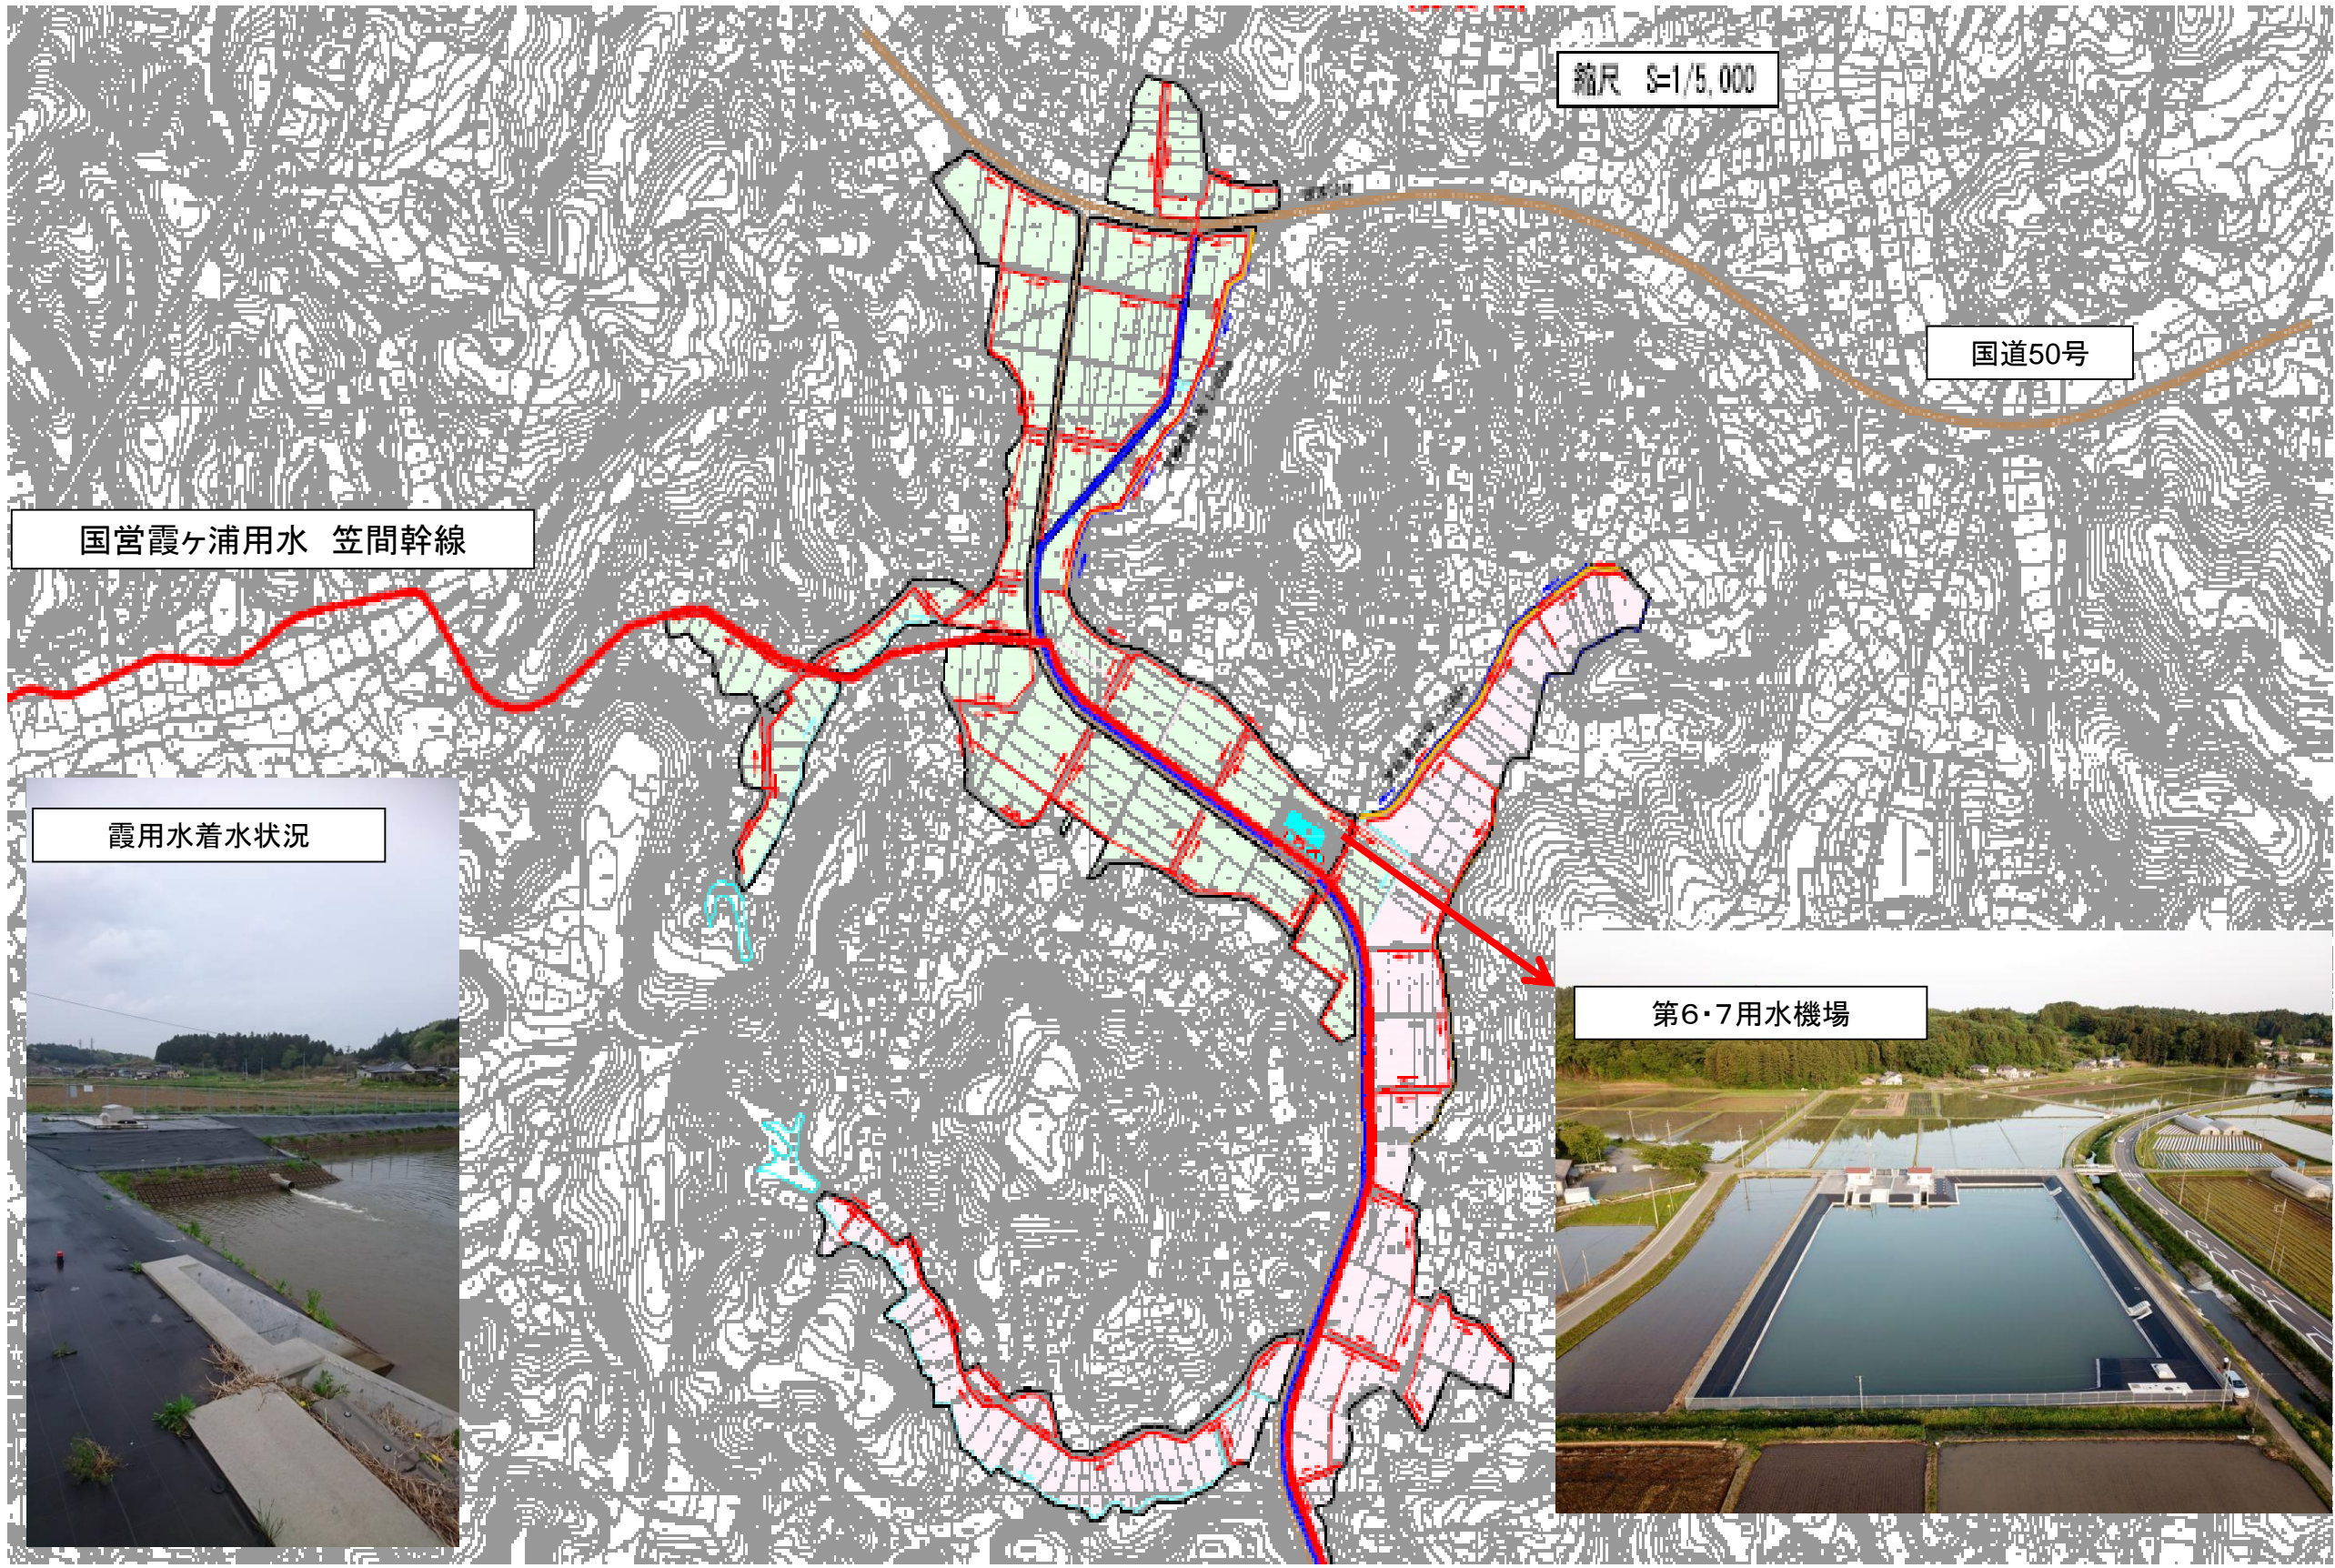 縮尺　S=1/5,000
国道50号
国営霞ヶ浦用水　笠間幹線
霞用水着水状況
第6・7用水機場